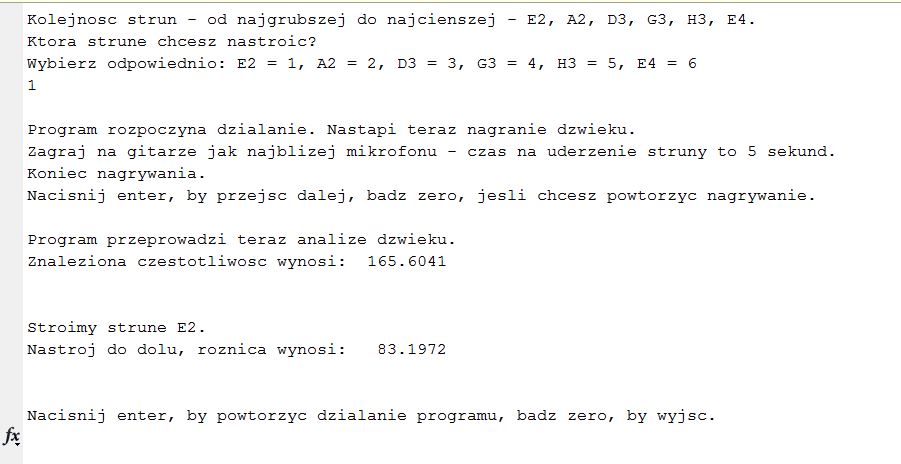 Kolejnosc strun - od najgrubszej do najcienszej - E2, A2, D3, G3, H3, E4.
Ktora strune chcesz nastroic?
Wybierz odpowiednio: E2 = 1, A2 = 2, D3 = 3, G3 = 4, H3 = 5, E4 = 6
1
Program rozpoczyna dzialanie. Nastapi teraz nagranie dzwieku.
Zagraj na gitarze jak najblizej mikrofonu - czas na uderzenie struny to 5 sekund.
Koniec nagrywania.
Nacisnij enter, by przejsc dalej, badz zero, jesli chcesz powtorzyc nagrywanie.
Program przeprowadzi teraz analize dzwieku.
Znaleziona czestotliwosc wynosi:  165.6041
Stroimy strune E2.
Nastroj do dolu, roznica wynosi:   83.1972
Nacisnij enter, by powtorzyc dzialanie programu, badz zero, by wyjsc.
fx